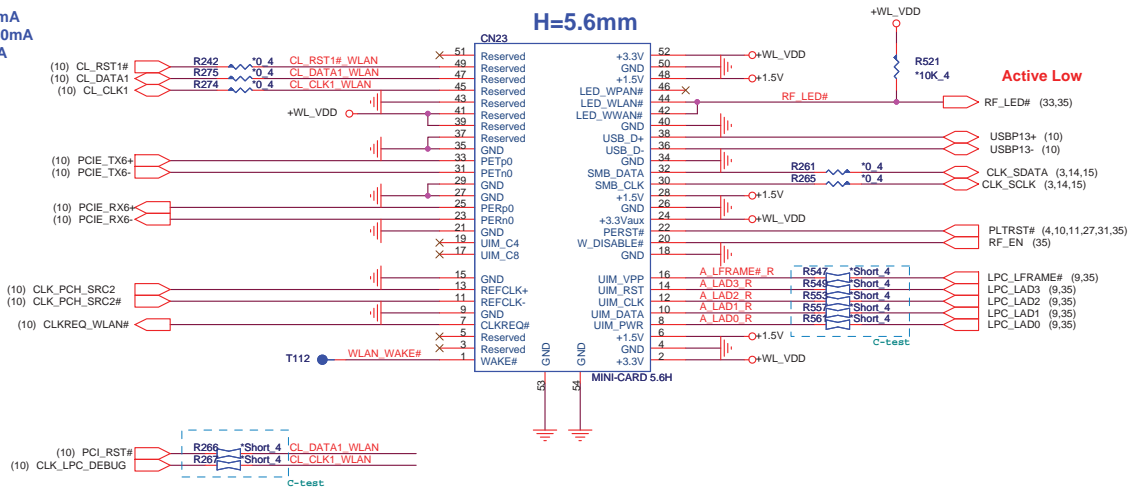 mA
0mA
A
H=5.6mm
CN23
+WL_VDD
R521
*10K_4
Active Low
(10) CL_RST1# R242 *0_4 CL_RST1#_WLAN
(10) CL_DATA1 R275 *0_4 CL_DATA1_WLAN
(10) CL_CLK1 R274 *0_4 CL_CLK1_WLAN
+WL_VDD
(10) PCIE_TX6+
(10) PCIE_TX6-
(10) PCIE_RX6+
(10) PCIE_RX6-
(10) CLK_PCH_SRC2
(10) CLK_PCH_SRC2#
(10) CLKREQ_WLAN#
T112 WLAN_WAKE#
51 Reserved
49 Reserved
47 Reserved
45 Reserved
43 Reserved
41 Reserved
39 Reserved
37 Reserved
35 GND
33 PETp0
31 PETn0
29 GND
27 GND
25 PERp0
23 PERn0
21 GND
19 UIM_C4
17 UIM_C8
15 GND
13 REFCLK+
11 REFCLK-
9 GND
7 CLKREQ#
5 Reserved
3 Reserved
1 WAKE#
+3.3V 52 +WL_VDD
GND 50
+1.5V 48 +1.5V
LED_WPAN# 46
LED_WLAN# 44 RF_LED# RF_LED# (33,35)
LED_WWAN# 42
GND 40
USB_D+ 38 USBP13+ (10)
USB_D- 36 USBP13- (10)
GND 34
SMB_DATA 32 R261 *0_4 CLK_SDATA (3,14,15)
SMB_CLK 30 R265 *0_4 CLK_SCLK (3,14,15)
+1.5V 28 +1.5V
GND 26
+3.3Vaux 24 +WL_VDD
PERST# 22 PLTRST# (4,10,11,27,31,35)
W_DISABLE# 20 RF_EN (35)
GND 18
UIM_VPP 16 A_LFRAME#_R R547 *Short_4 LPC_LFRAME# (9,35)
UIM_RST 14 A_LAD3_R R549 *Short_4 LPC_LAD3 (9,35)
UIM_CLK 12 A_LAD2_R R553 *Short_4 LPC_LAD2 (9,35)
UIM_DATA 10 A_LAD1_R R557 *Short_4 LPC_LAD1 (9,35)
UIM_PWR 8 A_LAD0_R R561 *Short_4 LPC_LAD0 (9,35)
+1.5V 6 +1.5V
GND 4
+3.3V 2 +WL_VDD
C-test
GND
GND
MINI-CARD 5.6H
53
54
(10) PCI_RST# R266 *Short_4 CL_DATA1_WLAN
(10) CLK_LPC_DEBUG R267 *Short_4 CL_CLK1_WLAN
C-test